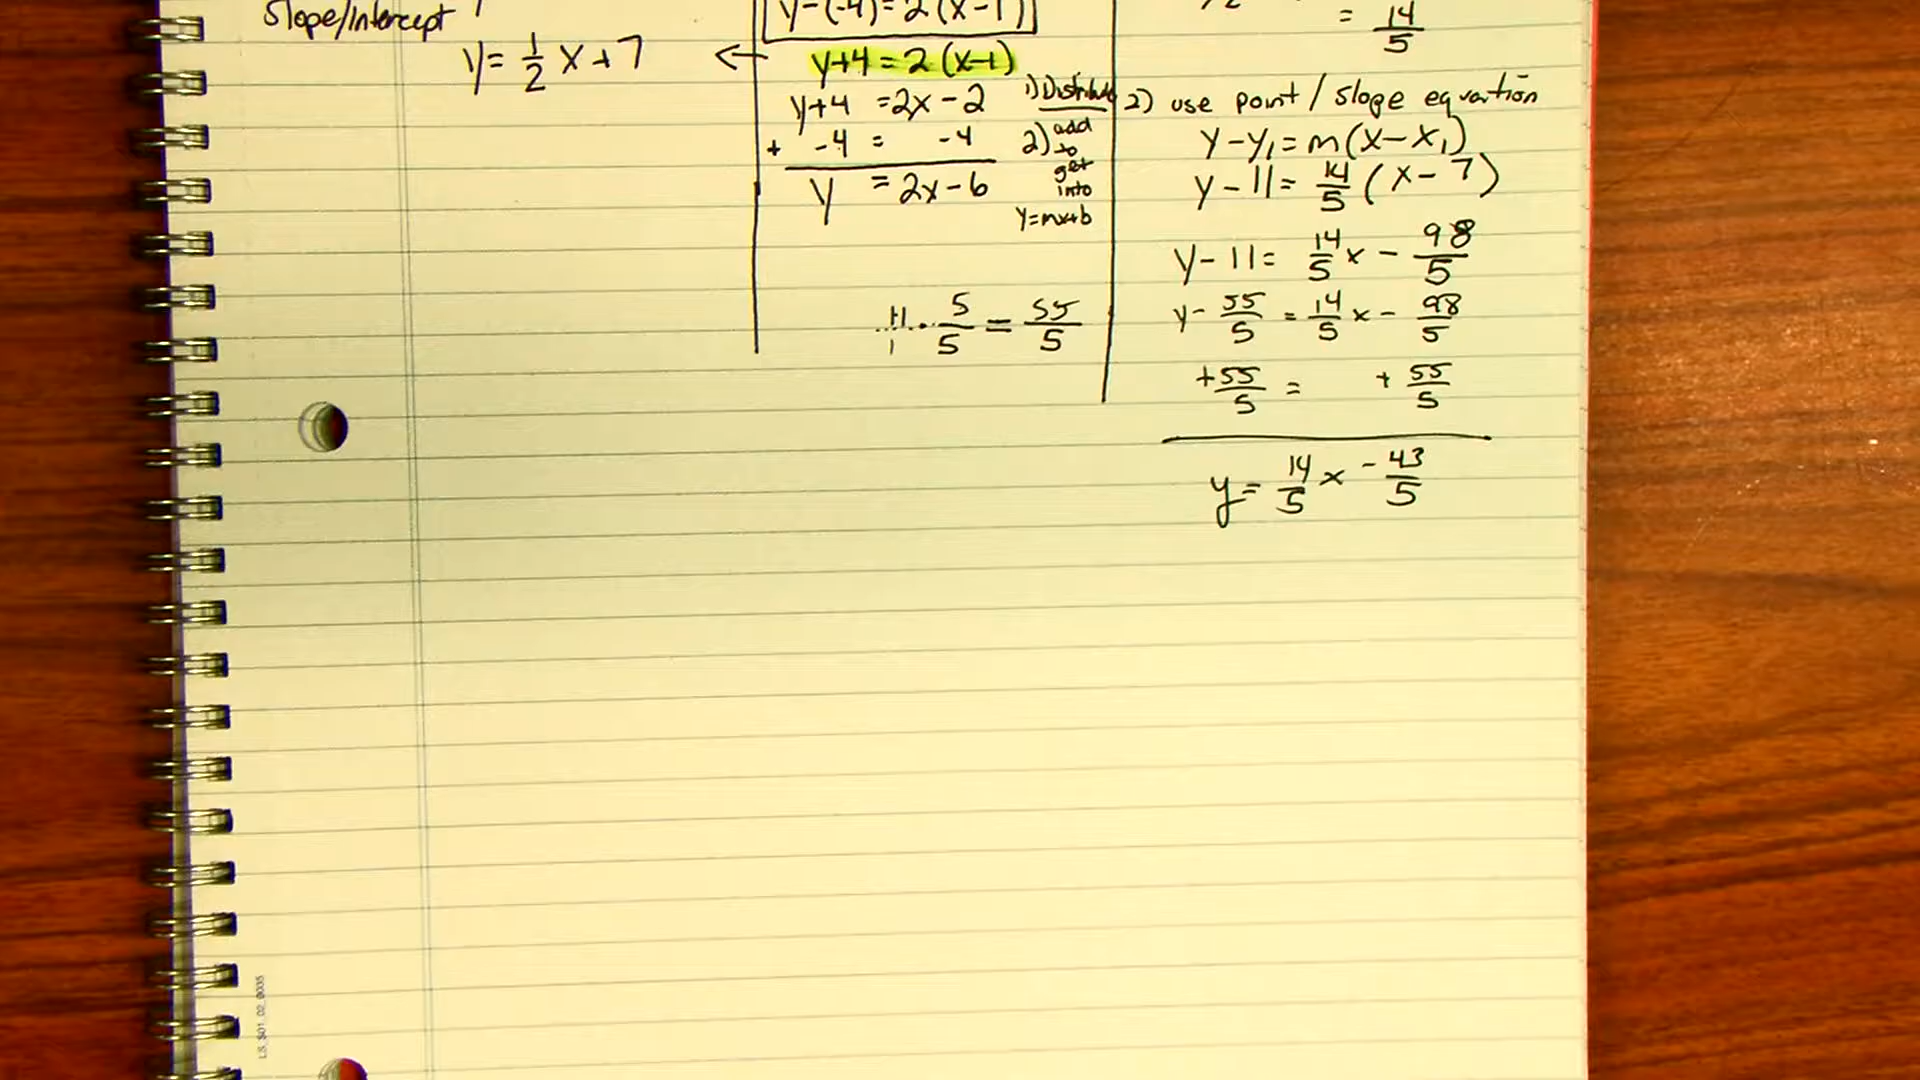 Slope/Intercept
y = 1/2 x + 7 ←
y-(-4) = 2(x-1)
y+4 = 2(x-1)
y+4 = 2x - 2
+ -4 = -4
y = 2x - 6
1) Distribute
2) add
to
get
into
y=mx+b
11/1 · 5/5 = 55/5
= 14/5
2) use point / slope equation
y - y₁ = m(x - x₁)
y - 11 = 14/5 (x - 7)
y - 11 = 14/5 x - 98/5
y - 55/5 = 14/5 x - 98/5
+ 55/5 = + 55/5
y = 14/5 x - 43/5